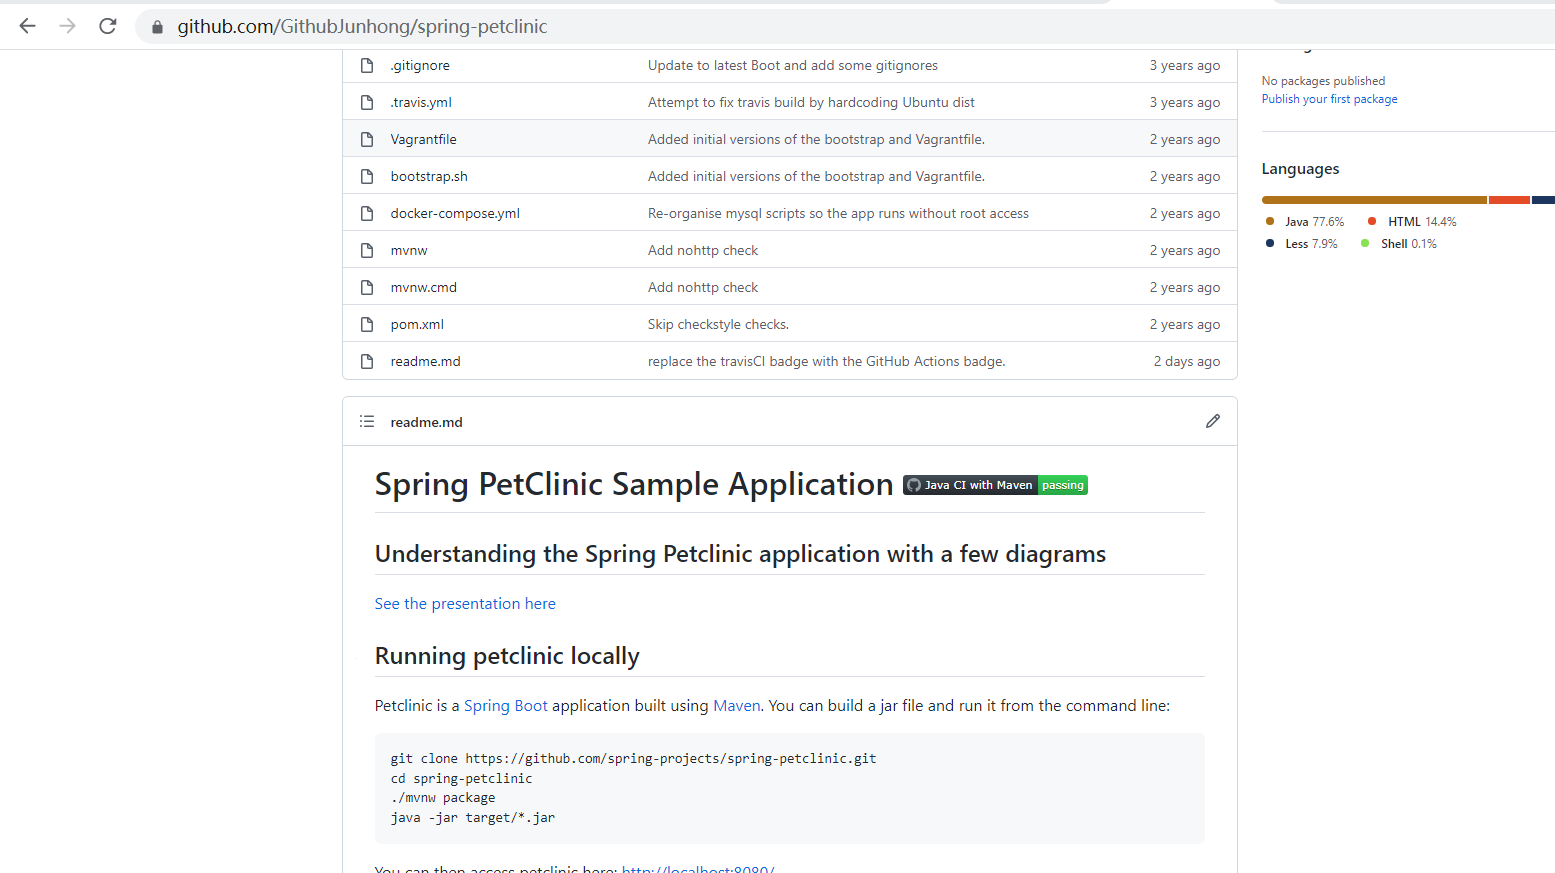 github.com/GithubJunhong/spring-petclinic
.gitignore Update to latest Boot and add some gitignores 3 years ago
.travis.yml Attempt to fix travis build by hardcoding Ubuntu dist 3 years ago
Vagrantfile Added initial versions of the bootstrap and Vagrantfile. 2 years ago
bootstrap.sh Added initial versions of the bootstrap and Vagrantfile. 2 years ago
docker-compose.yml Re-organise mysql scripts so the app runs without root access 2 years ago
mvnw Add nohttp check 2 years ago
mvnw.cmd Add nohttp check 2 years ago
pom.xml Skip checkstyle checks. 2 years ago
readme.md replace the travisCI badge with the GitHub Actions badge. 2 days ago
No packages published
Publish your first package
Languages
Java 77.6% HTML 14.4%
Less 7.9% Shell 0.1%
readme.md
Spring PetClinic Sample Application Java CI with Maven passing
Understanding the Spring Petclinic application with a few diagrams
See the presentation here
Running petclinic locally
Petclinic is a Spring Boot application built using Maven. You can build a jar file and run it from the command line:
git clone https://github.com/spring-projects/spring-petclinic.git
cd spring-petclinic
./mvnw package
java -jar target/*.jar
You can then access petclinic here: http://localhost:8080/